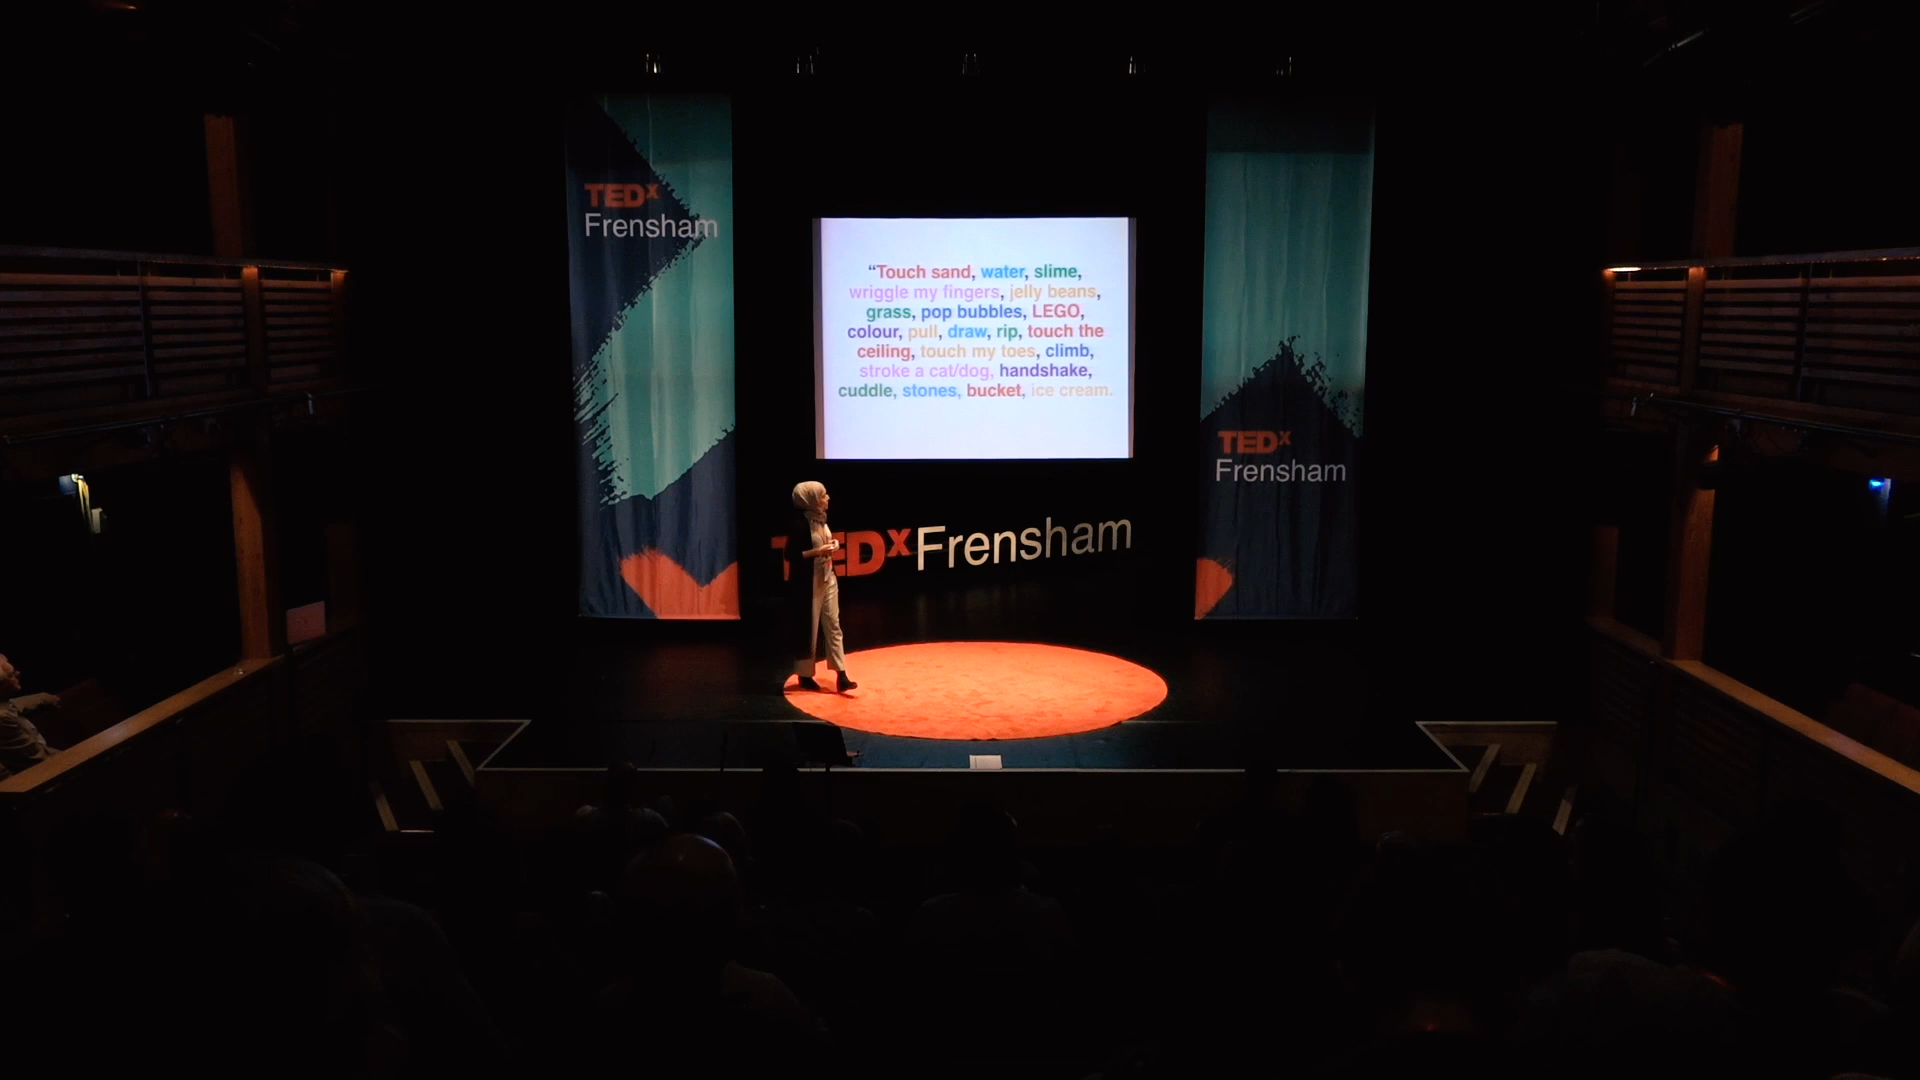 TEDx
Frensham
“Touch sand, water, slime,
wriggle my fingers, jelly beans,
grass, pop bubbles, LEGO,
colour, pull, draw, rip, touch the
ceiling, touch my toes, climb,
stroke a cat/dog, handshake,
cuddle, stones, bucket, ice cream.
TEDx
Frensham
TEDxFrensham